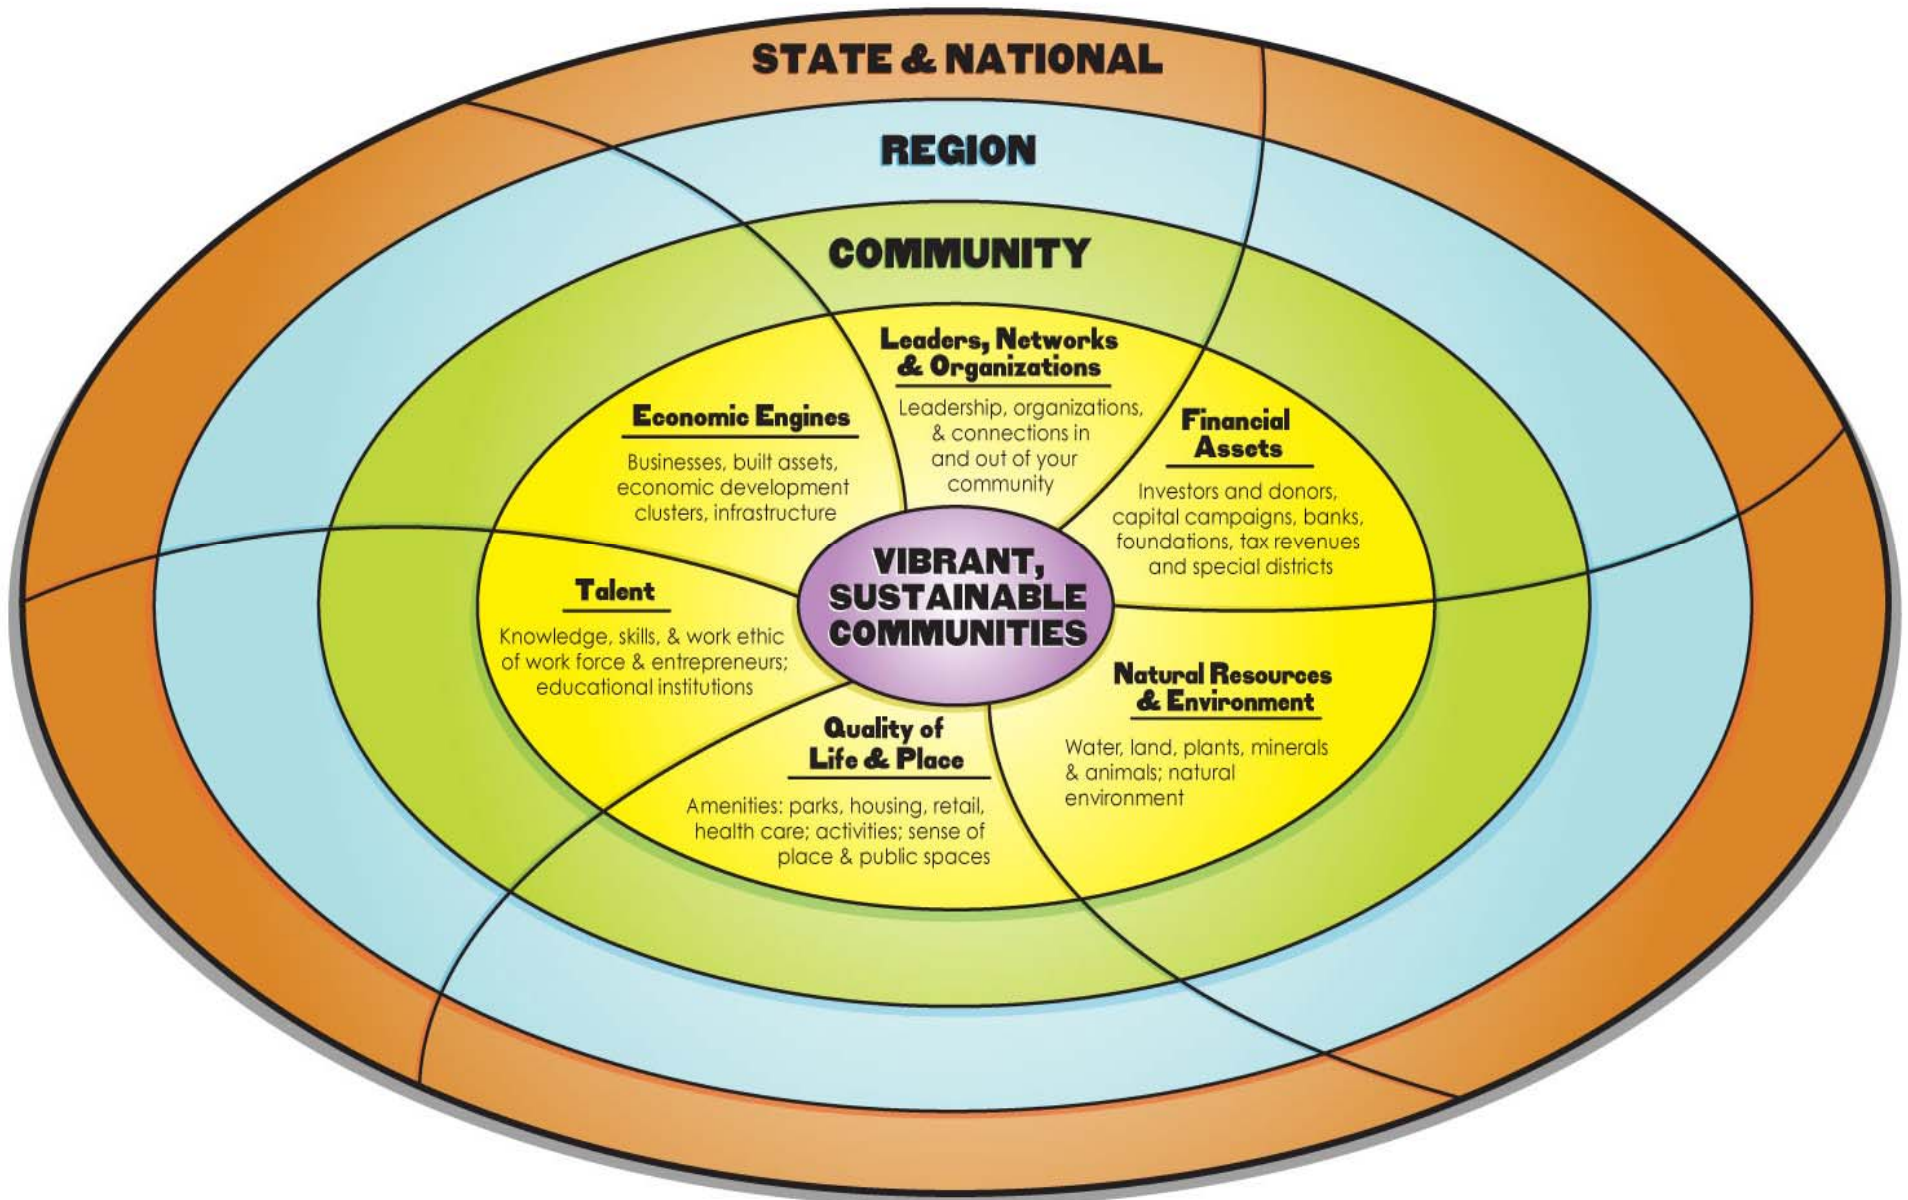 STATE & NATIONAL
REGION
COMMUNITY
Leaders, Networks
& Organizations
Leadership, organizations,
& connections in
and out of your
community
Economic Engines
Businesses, built assets,
economic development
clusters, infrastructure
Financial
Assets
Investors and donors,
capital campaigns, banks,
foundations, tax revenues
and special districts
VIBRANT,
SUSTAINABLE
COMMUNITIES
Talent
Knowledge, skills, & work ethic
of work force & entrepreneurs;
educational institutions
Natural Resources
& Environment
Water, land, plants, minerals
& animals; natural
environment
Quality of
Life & Place
Amenities: parks, housing, retail,
health care; activities; sense of
place & public spaces